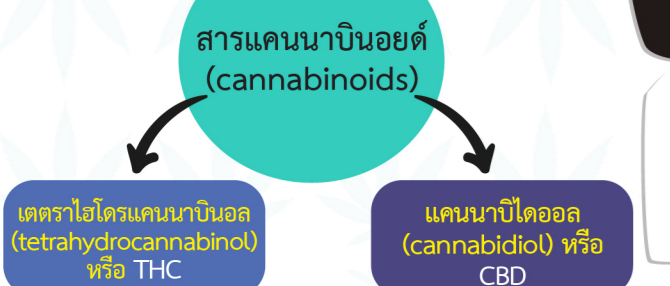 สารแคนนาบินอยด์
(cannabinoids)
เตตราไฮโดรแคนนาบินอล
(tetrahydrocannabinol)
หรือ THC
แคนนาบิไดออล
(cannabidiol) หรือ
CBD